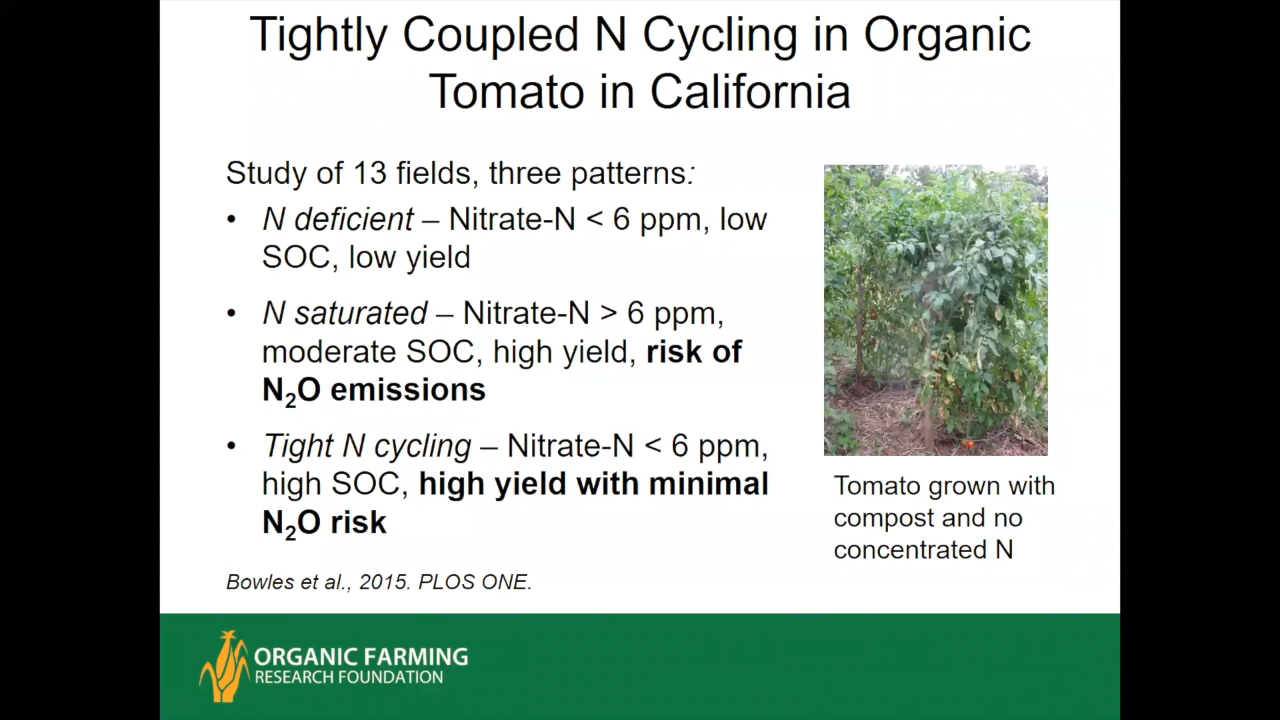 Tightly Coupled N Cycling in Organic
Tomato in California
Study of 13 fields, three patterns:
• N deficient – Nitrate-N < 6 ppm, low
SOC, low yield
• N saturated – Nitrate-N > 6 ppm,
moderate SOC, high yield, risk of
N₂O emissions
• Tight N cycling – Nitrate-N < 6 ppm,
high SOC, high yield with minimal
N₂O risk
Tomato grown with
compost and no
concentrated N
Bowles et al., 2015. PLOS ONE.
ORGANIC FARMING
RESEARCH FOUNDATION